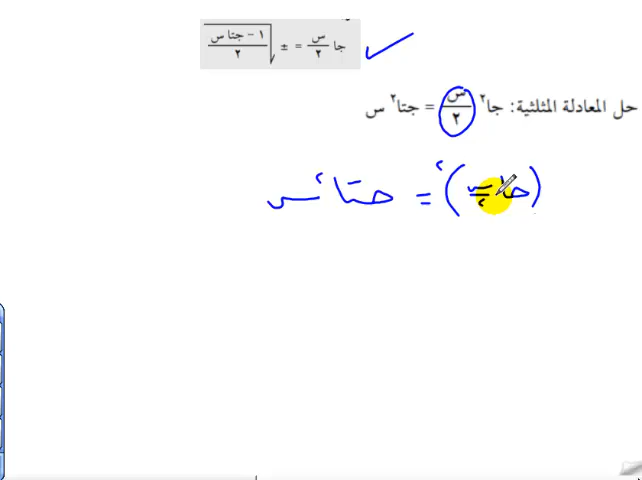 جا س/٢ = ± √((١ - جتا س)/٢)
حل المعادلة المثلثية: جا٢ س/٢ = جتا٢ س
(جا س/٢)٢ = جتا٢ س